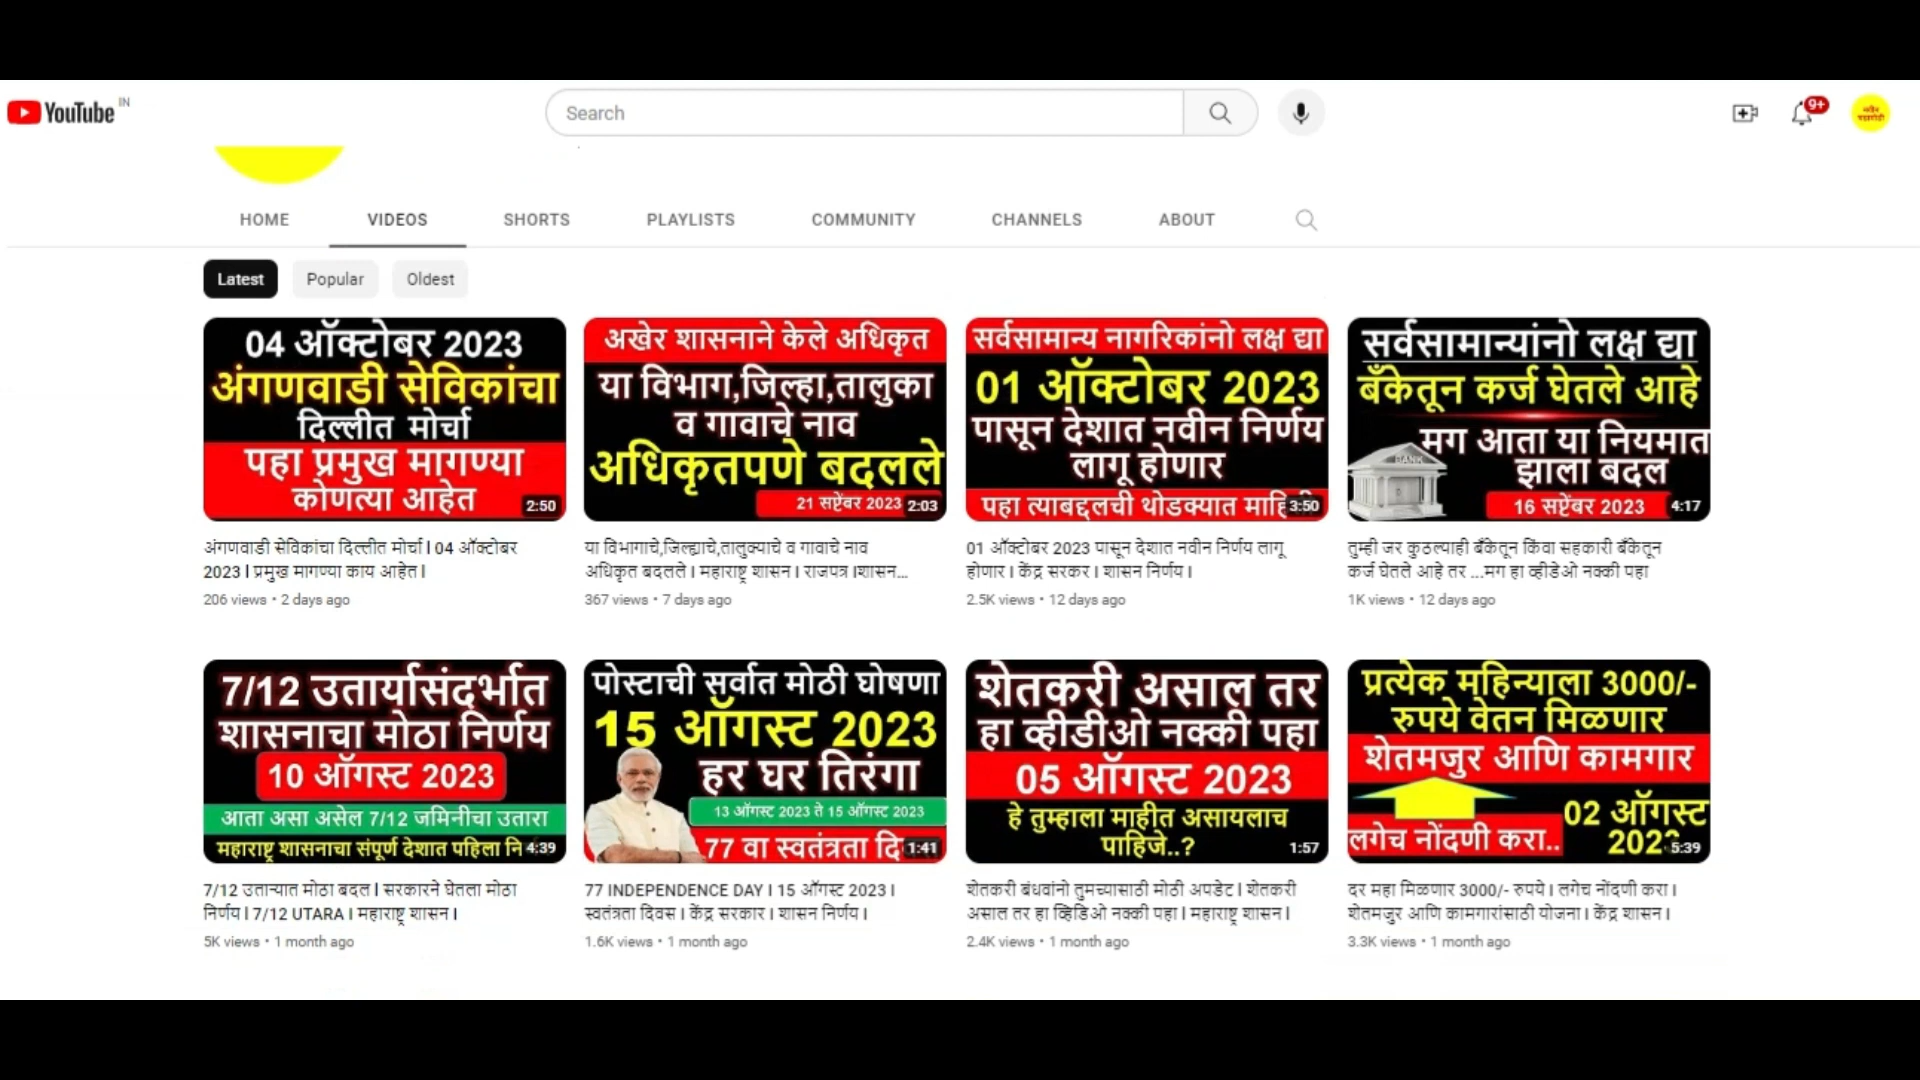 YouTube IN
Search
9+
HOME VIDEOS SHORTS PLAYLISTS COMMUNITY CHANNELS ABOUT
Latest Popular Oldest
04 ऑक्टोबर 2023
अंगणवाडी सेविकांचा
दिल्लीत मोर्चा
पहा प्रमुख मागण्या
कोणत्या आहेत
2:50
अखेर शासनाने केले अधिकृत
या विभाग,जिल्हा,तालुका
व गावाचे नाव
अधिकृतपणे बदलले
21 सप्टेंबर 2023
2:03
सर्वसामान्य नागरिकांनो लक्ष द्या
01 ऑक्टोबर 2023
पासून देशात नवीन निर्णय
लागू होणार
पहा त्याबद्दलची थोडक्यात
3:50
सर्वसामान्यांनो लक्ष द्या
बँकेतून कर्ज घेतले आहे
मग आता या नियमात
झाला बदल
BANK
16 सप्टेंबर 2023
4:17
अंगणवाडी सेविकांचा दिल्लीत मोर्चा l 04 ऑक्टोबर
2023 l प्रमुख मागण्या काय आहेत l
206 views • 2 days ago
या विभागाचे,जिल्ह्याचे,तालुक्याचे व गावाचे नाव
अधिकृत बदलले । महाराष्ट्र शासन । राजपत्र ।शासन...
367 views • 7 days ago
01 ऑक्टोबर 2023 पासून देशात नवीन निर्णय लागू
होणार । केंद्र सरकर । शासन निर्णय ।
2.5K views • 12 days ago
तुम्ही जर कुठल्याही बँकेतून किंवा सहकारी बँकेतून
कर्ज घेतले आहे तर ...मग हा व्हीडेओ नक्की पहा
1K views • 12 days ago
7/12 उतार्यासंदर्भात
शासनाचा मोठा निर्णय
10 ऑगस्ट 2023
आता असा असेल 7/12 जमिनीचा उतारा
महाराष्ट्र शासनाचा संपूर्ण देशात पहिला
4:39
पोस्टाची सर्वात मोठी घोषणा
15 ऑगस्ट 2023
हर घर तिरंगा
13 ऑगस्ट 2023 ते 15 ऑगस्ट 2023
77 वा स्वतंत्रता
1:41
शेतकरी असाल तर
हा व्हीडीओ नक्की पहा
05 ऑगस्ट 2023
हे तुम्हाला माहीत असायलाच
पाहिजे..?
1:57
प्रत्येक महिन्याला 3000/-
रुपये वेतन मिळणार
शेतमजुर आणि कामगार
02 ऑगस्ट
लगेच नोंदणी करा..
5:39
7/12 उताऱ्यात मोठा बदल l सरकारने घेतला मोठा
निर्णय l 7/12 UTARA l महाराष्ट्र शासन l
5K views • 1 month ago
77 INDEPENDENCE DAY l 15 ऑगस्ट 2023 l
स्वतंत्रता दिवस । केंद्र सरकार । शासन निर्णय ।
1.6K views • 1 month ago
शेतकरी बंधवांनो तुमच्यासाठी मोठी अपडेट l शेतकरी
असाल तर हा व्हिडिओ नक्की पहा l महाराष्ट्र शासन l
2.4K views • 1 month ago
दर महा मिळणार 3000/- रुपये । लगेच नोंदणी करा ।
शेतमजुर आणि कामगारांसाठी योजना । केंद्र शासन ।
3.3K views • 1 month ago